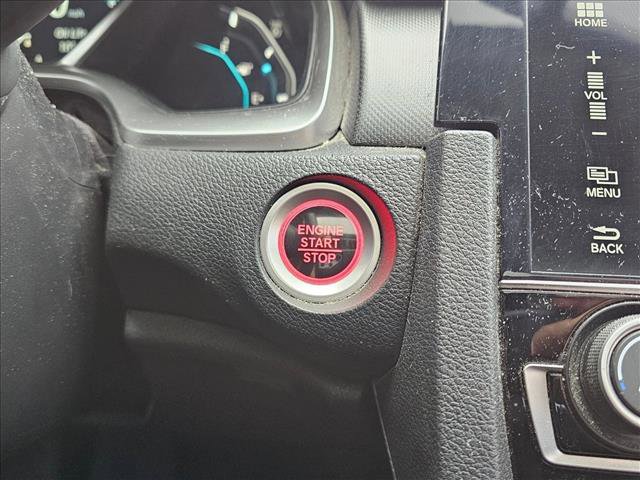 HOME
+
VOL
-
MENU
BACK
ENGINE
START
STOP